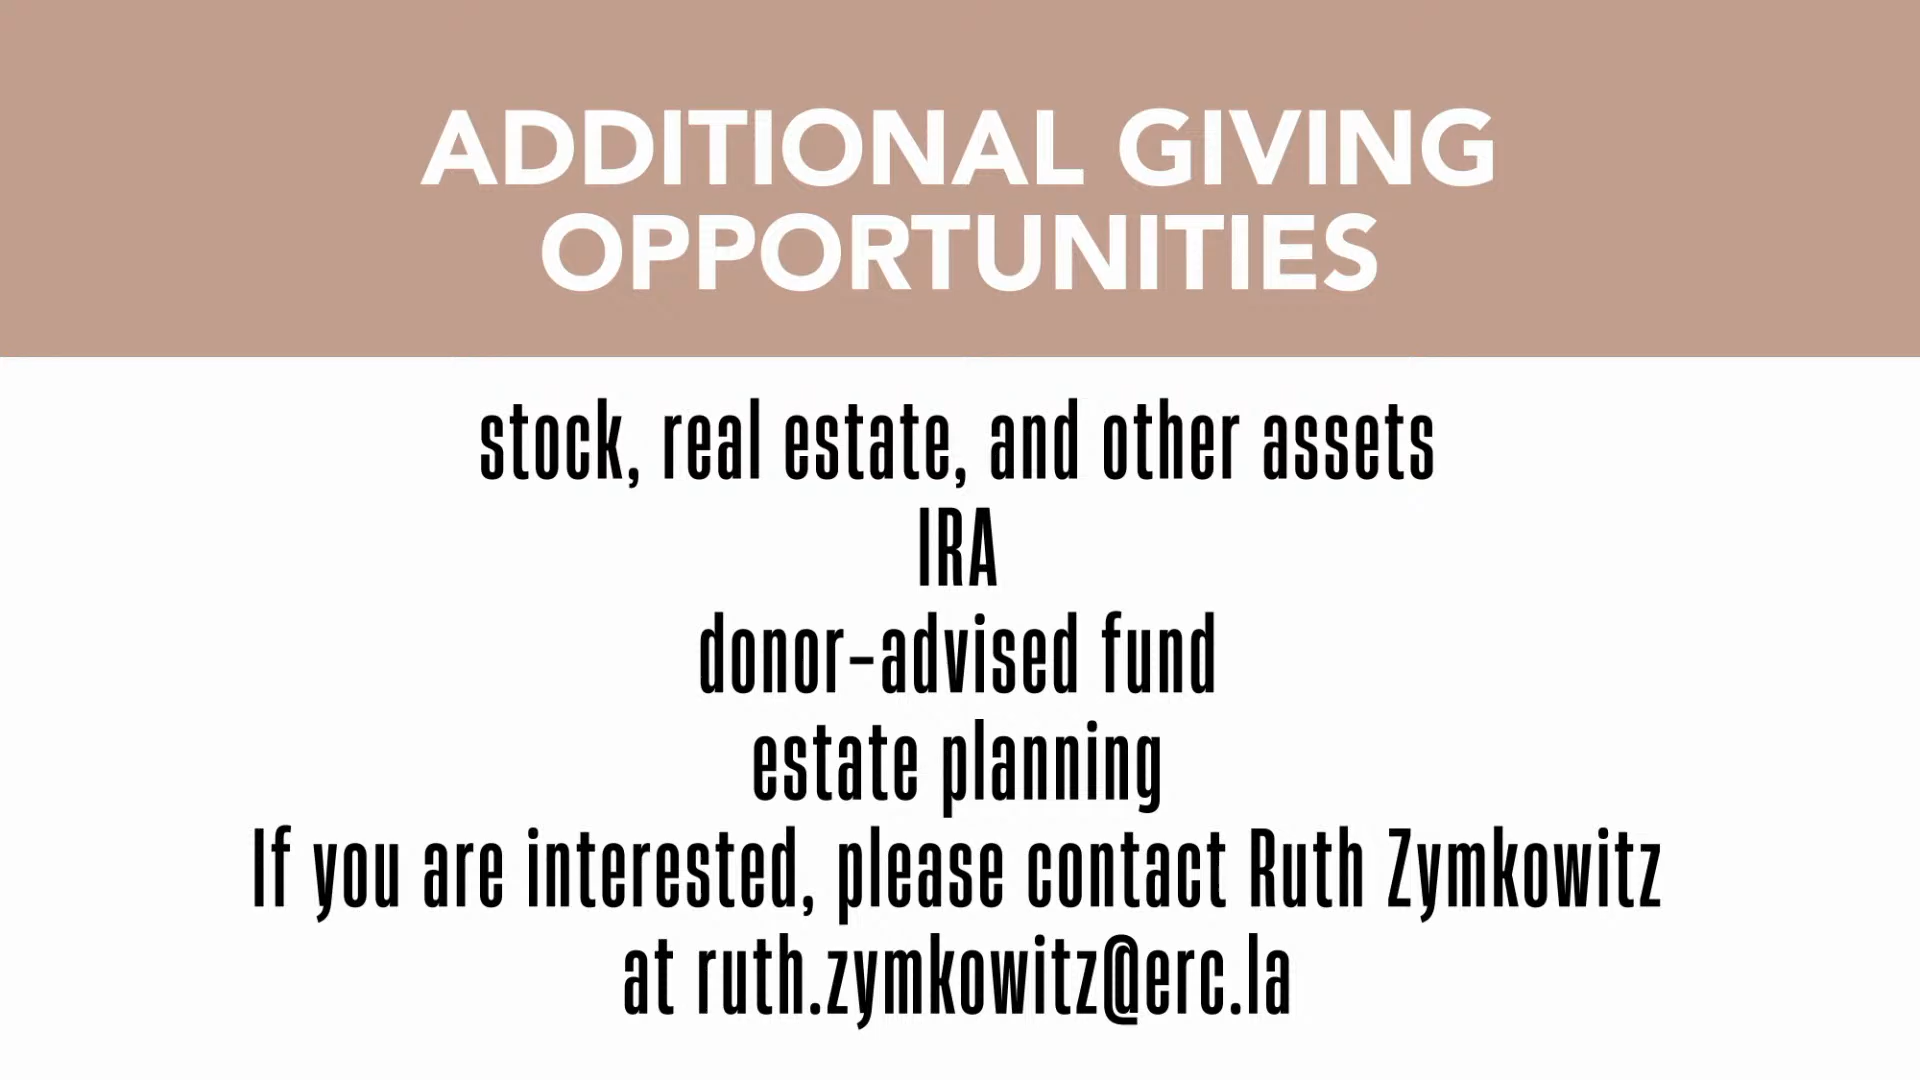 ADDITIONAL GIVING
OPPORTUNITIES
stock, real estate, and other assets
IRA
donor-advised fund
estate planning
If you are interested, please contact Ruth Zymkowitz
at ruth.zymkowitz@erc.la